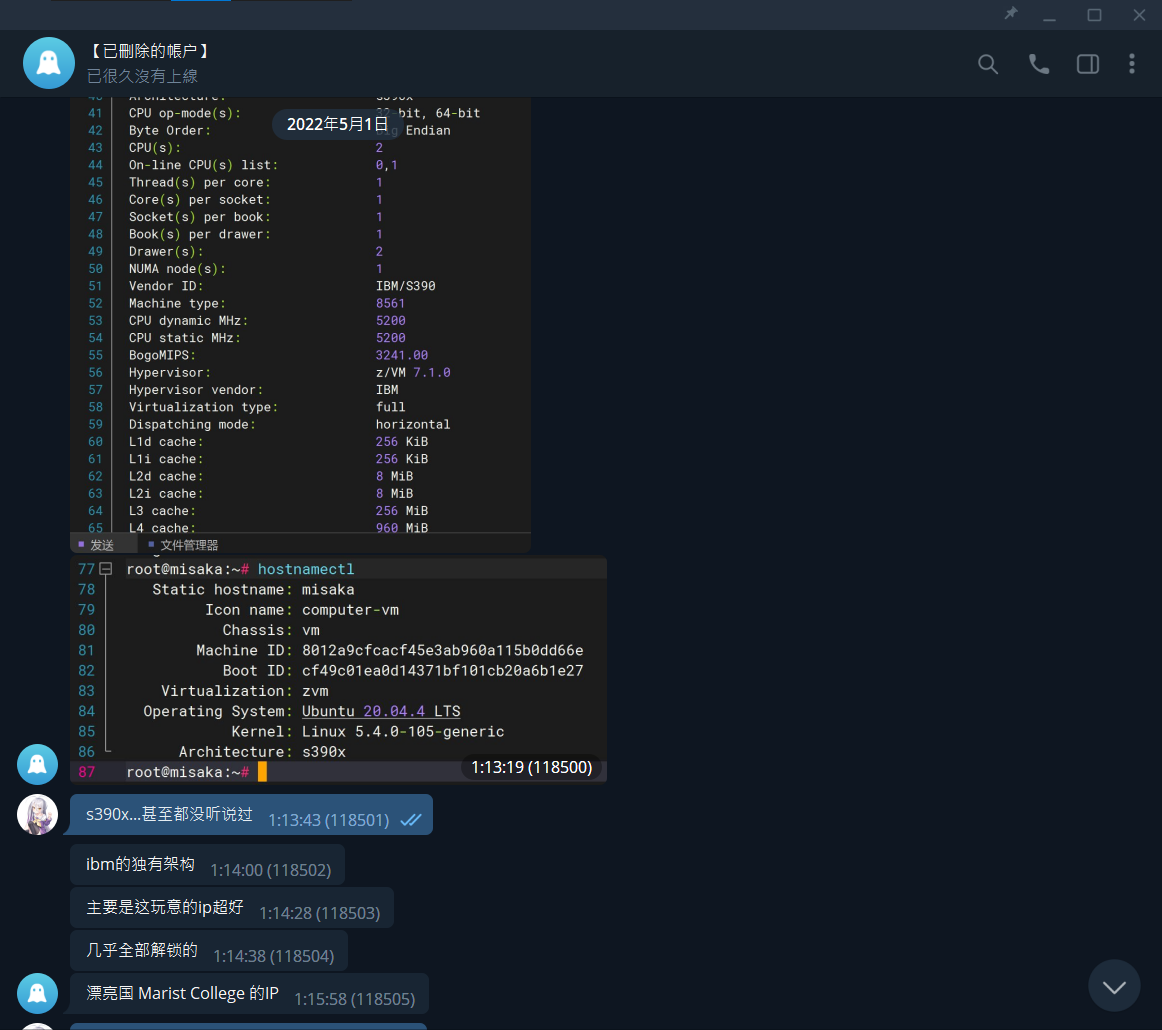 【已刪除的帳户】
已很久沒有上線
40 Architecture: s390x
2022年5月1日
41 CPU op-mode(s): 32-bit, 64-bit
42 Byte Order: Endian
43 CPU(s): 2
44 On-line CPU(s) list: 0,1
45 Thread(s) per core: 1
46 Core(s) per socket: 1
47 Socket(s) per book: 1
48 Book(s) per drawer: 1
49 Drawer(s): 2
50 NUMA node(s): 1
51 Vendor ID: IBM/S390
52 Machine type: 8561
53 CPU dynamic MHz: 5200
54 CPU static MHz: 5200
55 BogoMIPS: 3241.00
56 Hypervisor: z/VM 7.1.0
57 Hypervisor vendor: IBM
58 Virtualization type: full
59 Dispatching mode: horizontal
60 L1d cache: 256 KiB
61 L1i cache: 256 KiB
62 L2d cache: 8 MiB
63 L2i cache: 8 MiB
64 L3 cache: 256 MiB
65 L4 cache: 960 MiB
发送 文件管理器
77 root@misaka:~# hostnamectl
78 Static hostname: misaka
79 Icon name: computer-vm
80 Chassis: vm
81 Machine ID: 8012a9cfcacf45e3ab960a115b0dd66e
82 Boot ID: cf49c01ea0d14371bf101cb20a6b1e27
83 Virtualization: zvm
84 Operating System: Ubuntu 20.04.4 LTS
85 Kernel: Linux 5.4.0-105-generic
86 Architecture: s390x
87 root@misaka:~#
1:13:19 (118500)
s390x...甚至都没听说过 1:13:43 (118501)
ibm的独有架构 1:14:00 (118502)
主要是这玩意的ip超好 1:14:28 (118503)
几乎全部解锁的 1:14:38 (118504)
漂亮国 Marist College 的IP 1:15:58 (118505)